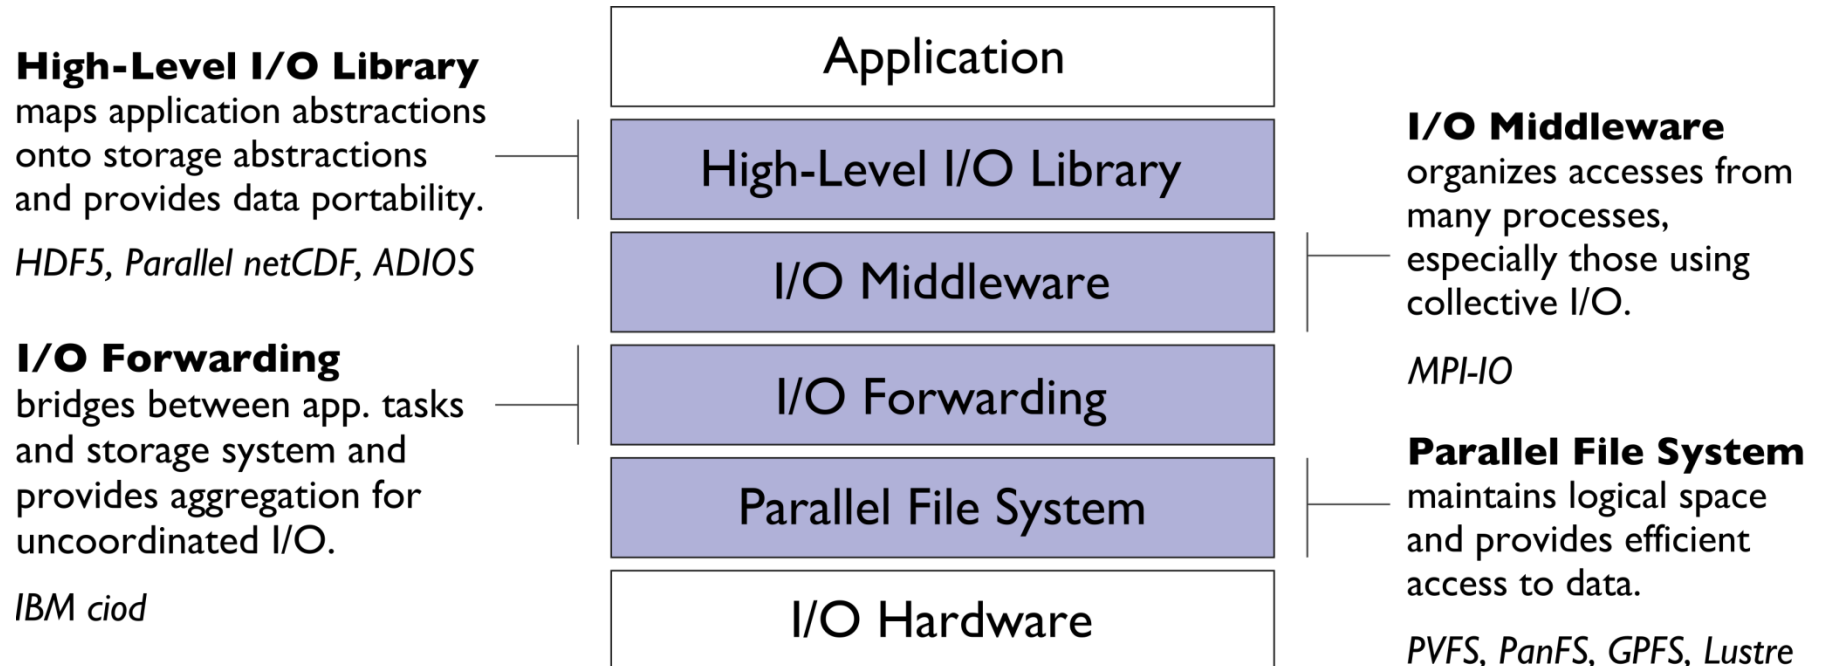 High-Level I/O Library
maps application abstractions
onto storage abstractions
and provides data portability.
HDF5, Parallel netCDF, ADIOS
I/O Forwarding
bridges between app. tasks
and storage system and
provides aggregation for
uncoordinated I/O.
IBM ciod
Application
High-Level I/O Library
I/O Middleware
I/O Forwarding
Parallel File System
I/O Hardware
I/O Middleware
organizes accesses from
many processes,
especially those using
collective I/O.
MPI-IO
Parallel File System
maintains logical space
and provides efficient
access to data.
PVFS, PanFS, GPFS, Lustre